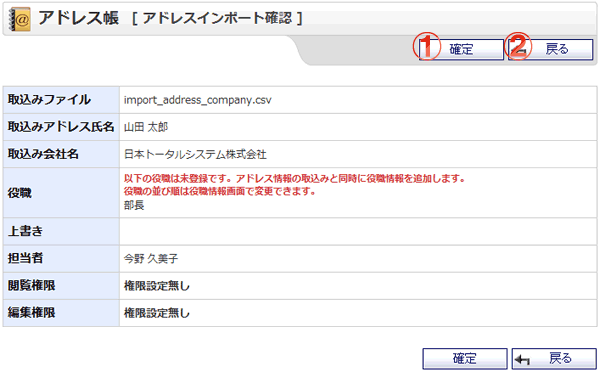 アドレス帳 [ アドレスインポート確認 ]
① 確定 ② 戻る
取込みファイル import_address_company.csv
取込みアドレス氏名 山田 太郎
取込み会社名 日本トータルシステム株式会社
役職 以下の役職は未登録です。アドレス情報の取込みと同時に役職情報を追加します。
役職の並び順は役職情報画面で変更できます。
部長
上書き
担当者 今野 久美子
閲覧権限 権限設定無し
編集権限 権限設定無し
確定 戻る